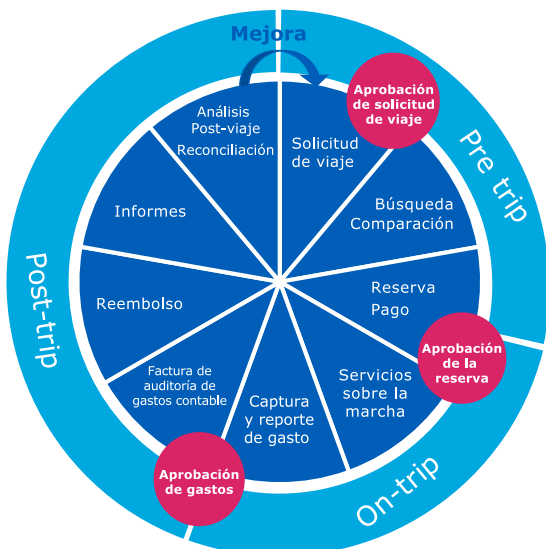 Mejora
Aprobación
de solicitud
de viaje
Pre trip
Solicitud
de viaje
Búsqueda
Comparación
Reserva
Pago
Aprobación
de la
reserva
Servicios
sobre la
marcha
On-trip
Captura
y reporte
de gasto
Aprobación
de gastos
Factura de
auditoría de
gastos contable
Reembolso
Post-trip
Informes
Análisis
Post-viaje
Reconciliación